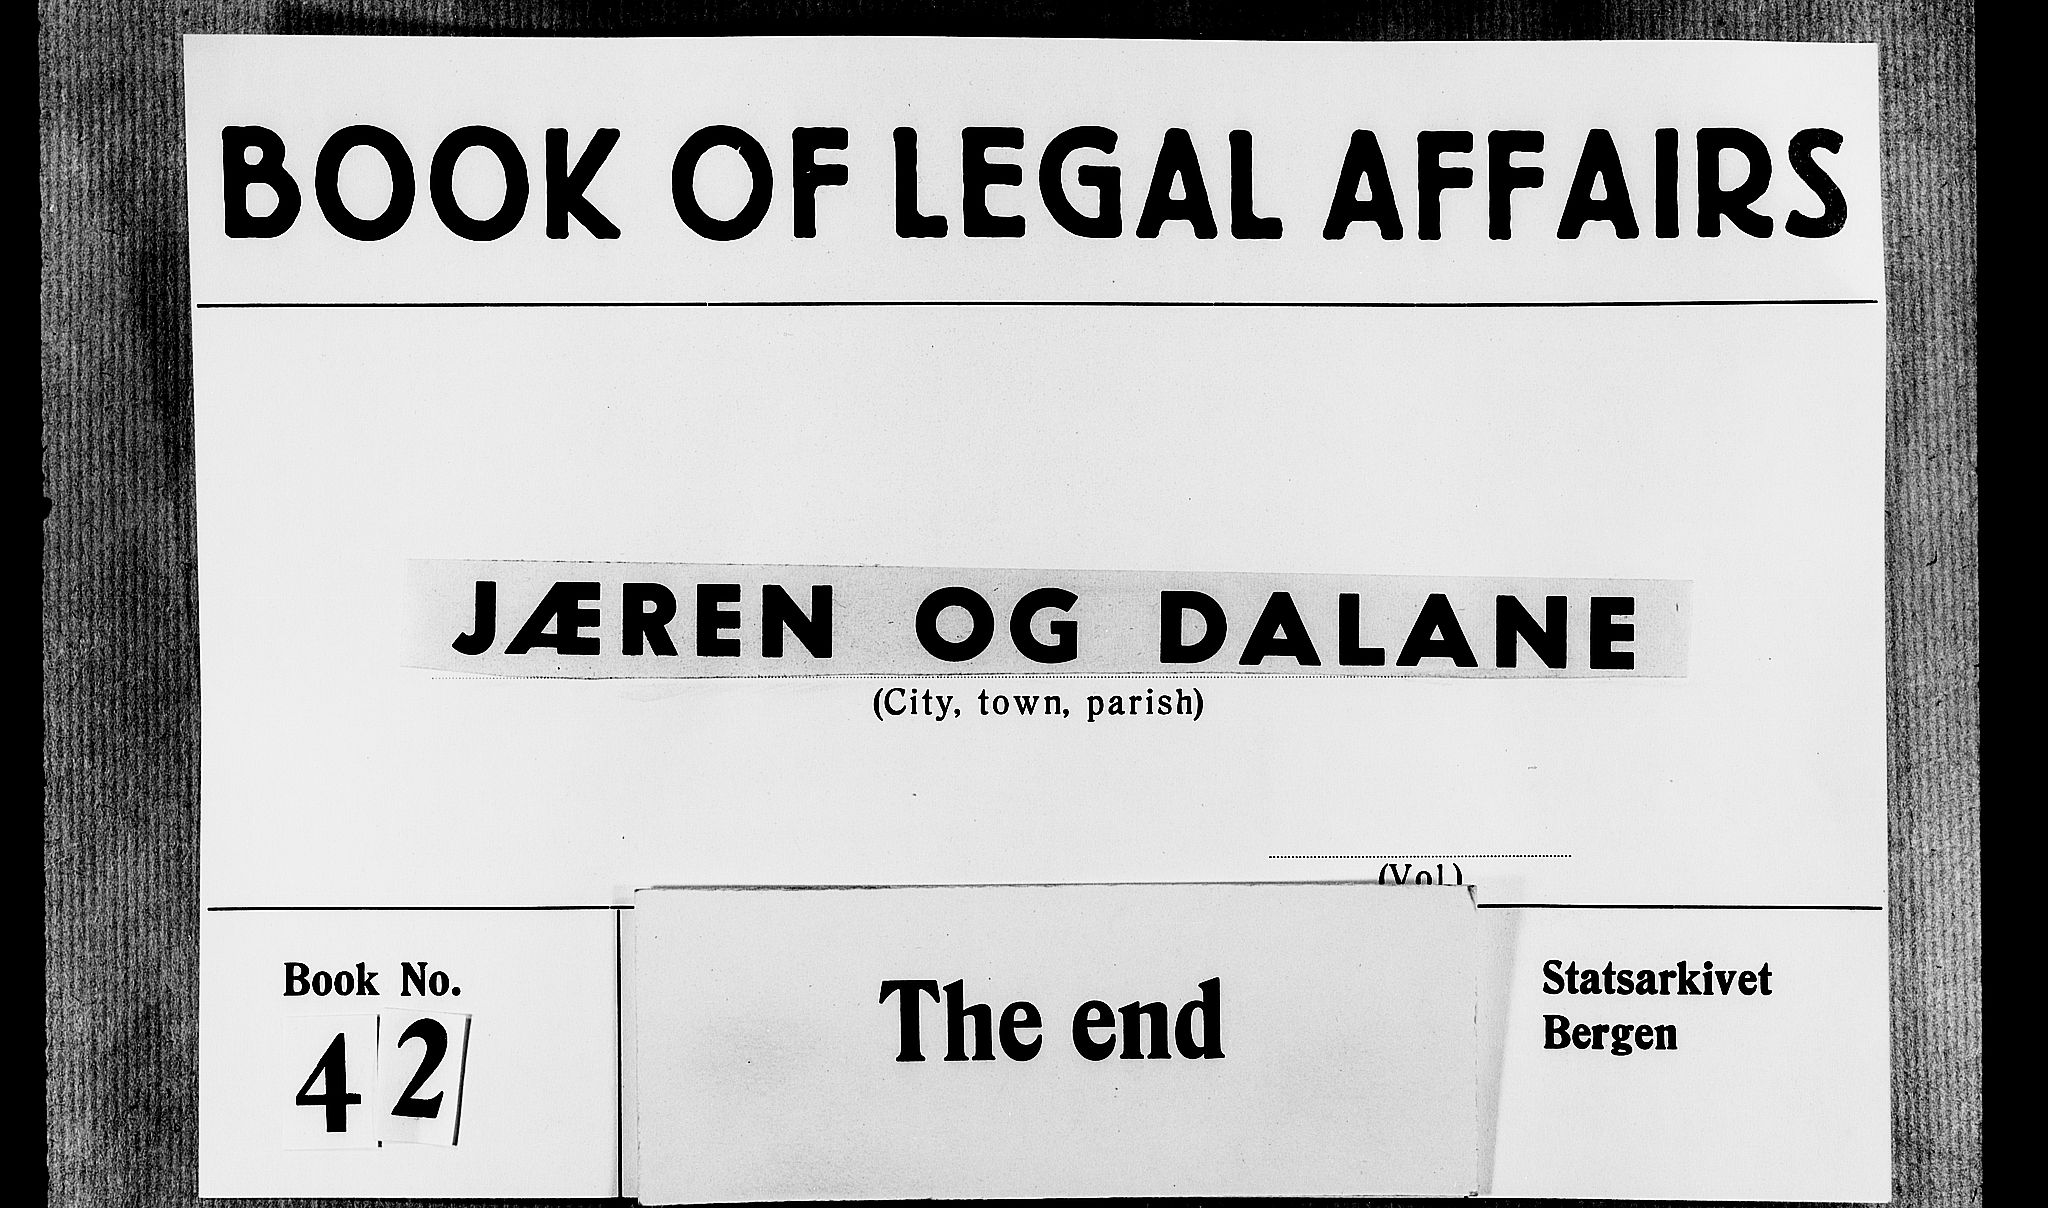 BOOK OF LEGAL AFFAIRS
JÆREN OG DALANE
(City, town, parish)
(Vol.)
Book No.
42
The end
Statsarkivet
Bergen